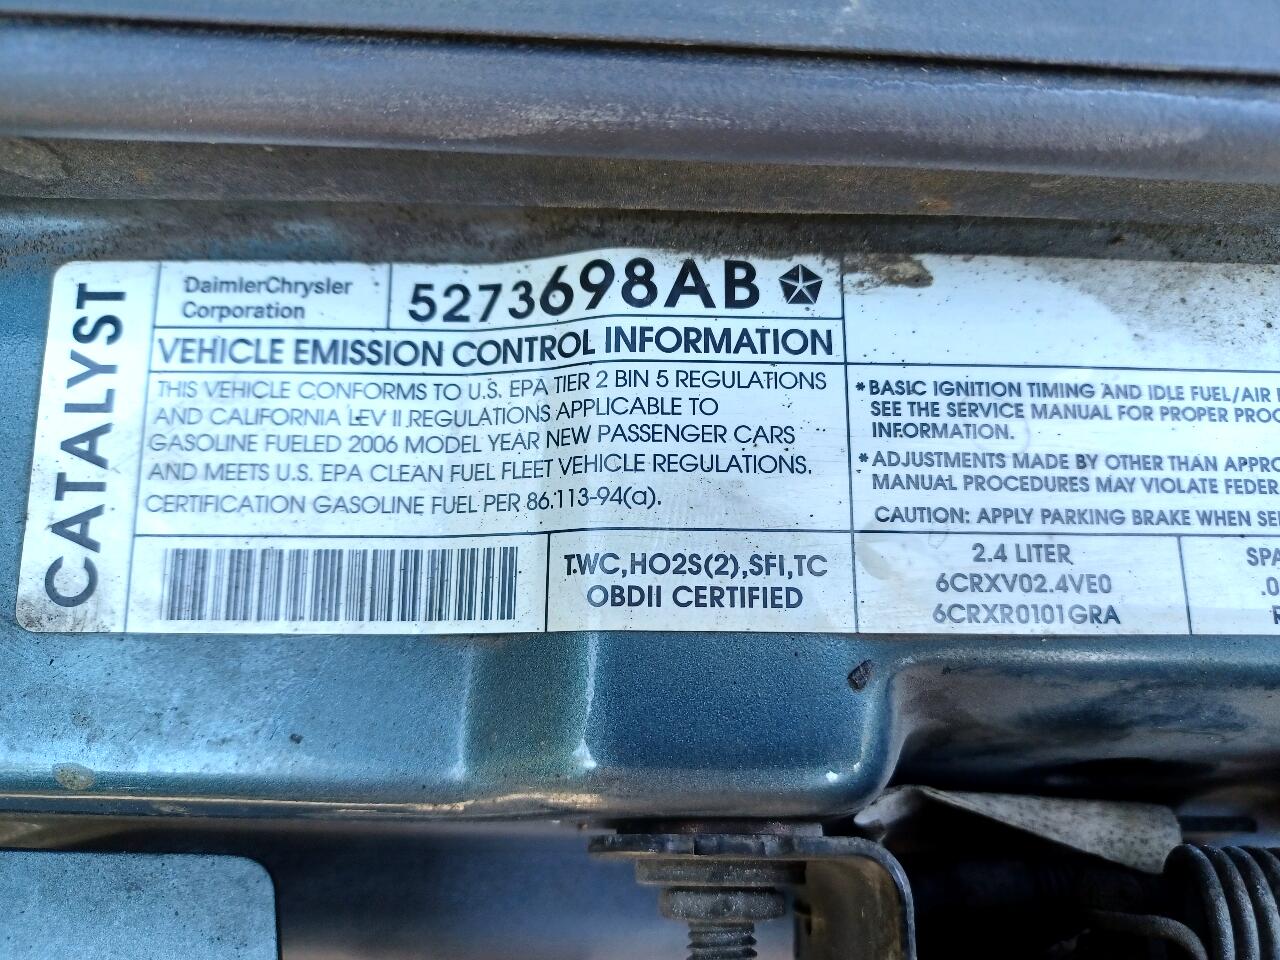 CATALYST
DaimlerChrysler
Corporation
5273698AB
VEHICLE EMISSION CONTROL INFORMATION
THIS VEHICLE CONFORMS TO U.S. EPA TIER 2 BIN 5 REGULATIONS
AND CALIFORNIA LEV II REGULATIONS APPLICABLE TO
GASOLINE FUELED 2006 MODEL YEAR NEW PASSENGER CARS
AND MEETS U.S. EPA CLEAN FUEL FLEET VEHICLE REGULATIONS.
CERTIFICATION GASOLINE FUEL PER 86.113-94(a).
TWC,HO2S(2),SFI,TC
OBDII CERTIFIED
*BASIC IGNITION TIMING AND IDLE FUEL/AIR
SEE THE SERVICE MANUAL FOR PROPER
INFORMATION.
*ADJUSTMENTS MADE BY OTHER THAN
MANUAL PROCEDURES MAY VIOLATE
CAUTION: APPLY PARKING BRAKE WHEN
2.4 LITER
6CRXV02.4VE0
6CRXR0101GRA